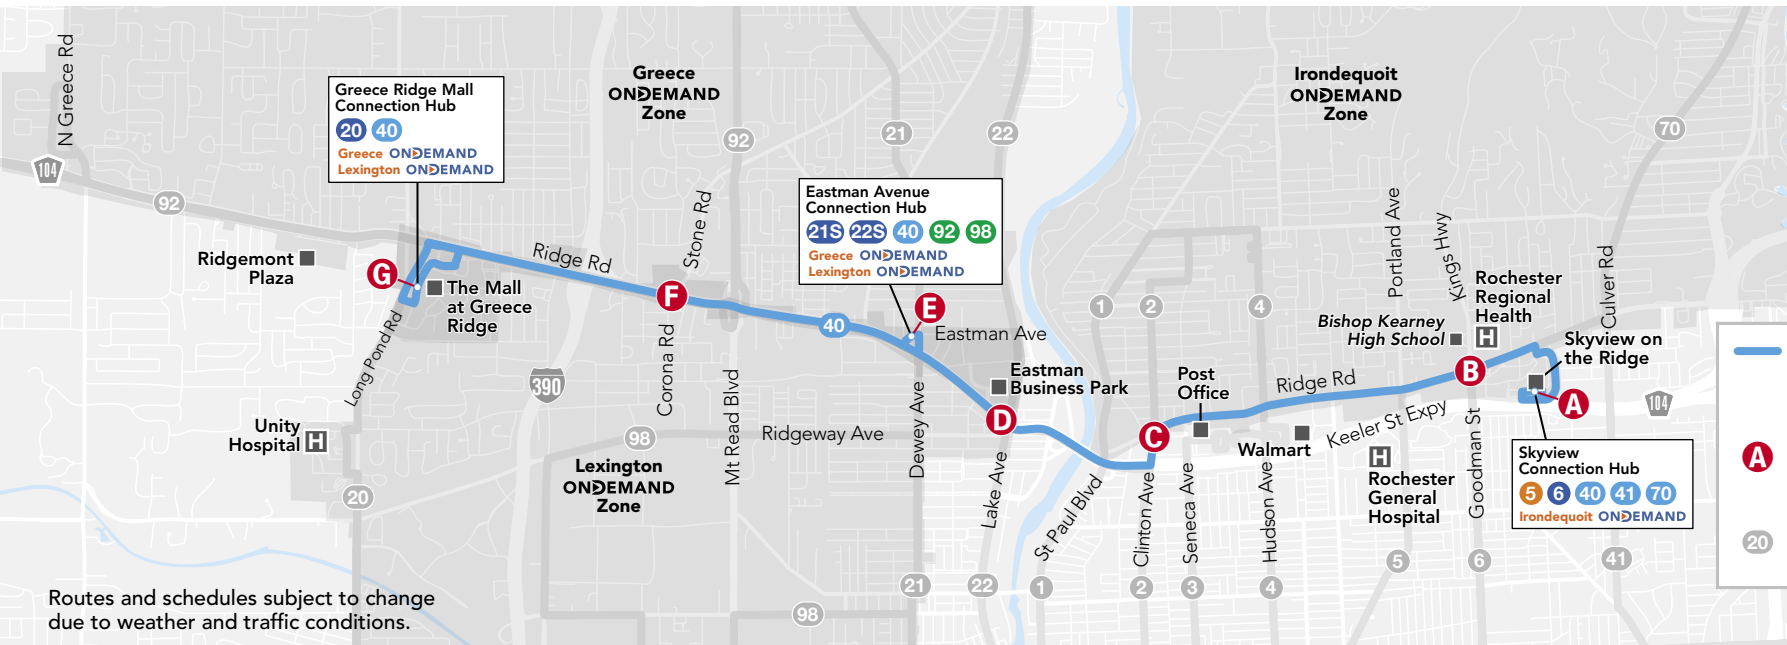 N Greece Rd
104
92
Greece Ridge Mall
Connection Hub
20 40
Greece ONDEMAND
Lexington ONDEMAND
Greece
ONDEMAND
Zone
92
21
22
Irondequoit
ONDEMAND
Zone
70
Ridgemont
Plaza
G
The Mall
at Greece
Ridge
Ridge Rd
Stone Rd
F
Eastman Avenue
Connection Hub
21S 22S 40 92 98
Greece ONDEMAND
Lexington ONDEMAND
40
E
Eastman Ave
1
2
4
Portland Ave
Kings Hwy
Culver Rd
Rochester
Regional
Health
H
Bishop Kearney
High School
Skyview on
the Ridge
Long Pond Rd
390
Corona Rd
Mt Read Blvd
Dewey Ave
Eastman
Business Park
D
Post
Office
Ridge Rd
B
A
104
Unity
Hospital
H
98
Ridgeway Ave
C
Walmart
Keeler St Expy
H
Rochester
General
Hospital
Goodman St
Skyview
Connection Hub
5 6 40 41 70
Irondequoit ONDEMAND
Lexington
ONDEMAND
Zone
20
Lake Ave
St Paul Blvd
Clinton Ave
Seneca Ave
Hudson Ave
5
6
41
21
22
1
2
3
4
98
A
20
Routes and schedules subject to change
due to weather and traffic conditions.